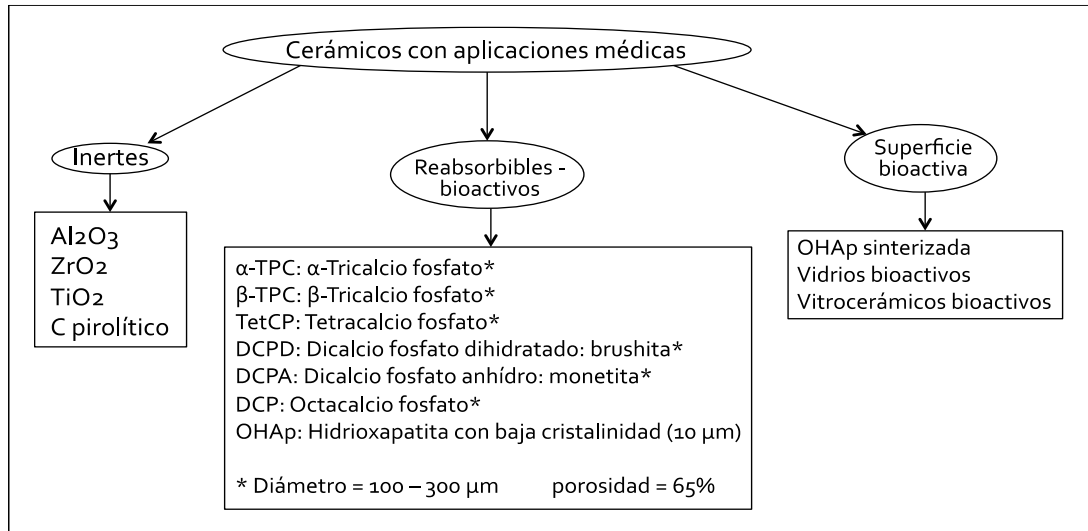 Cerámicos con aplicaciones médicas
Inertes
Al2O3
ZrO2
TiO2
C pirolítico
Reabsorbibles -
bioactivos
α-TPC: α-Tricalcio fosfato*
β-TPC: β-Tricalcio fosfato*
TetCP: Tetracalcio fosfato*
DCPD: Dicalcio fosfato dihidratado: brushita*
DCPA: Dicalcio fosfato anhídro: monetita*
DCP: Octacalcio fosfato*
OHAp: Hidrioxapatita con baja cristalinidad (10 µm)
* Diámetro = 100 – 300 µm porosidad = 65%
Superficie
bioactiva
OHAp sinterizada
Vidrios bioactivos
Vitrocerámicos bioactivos